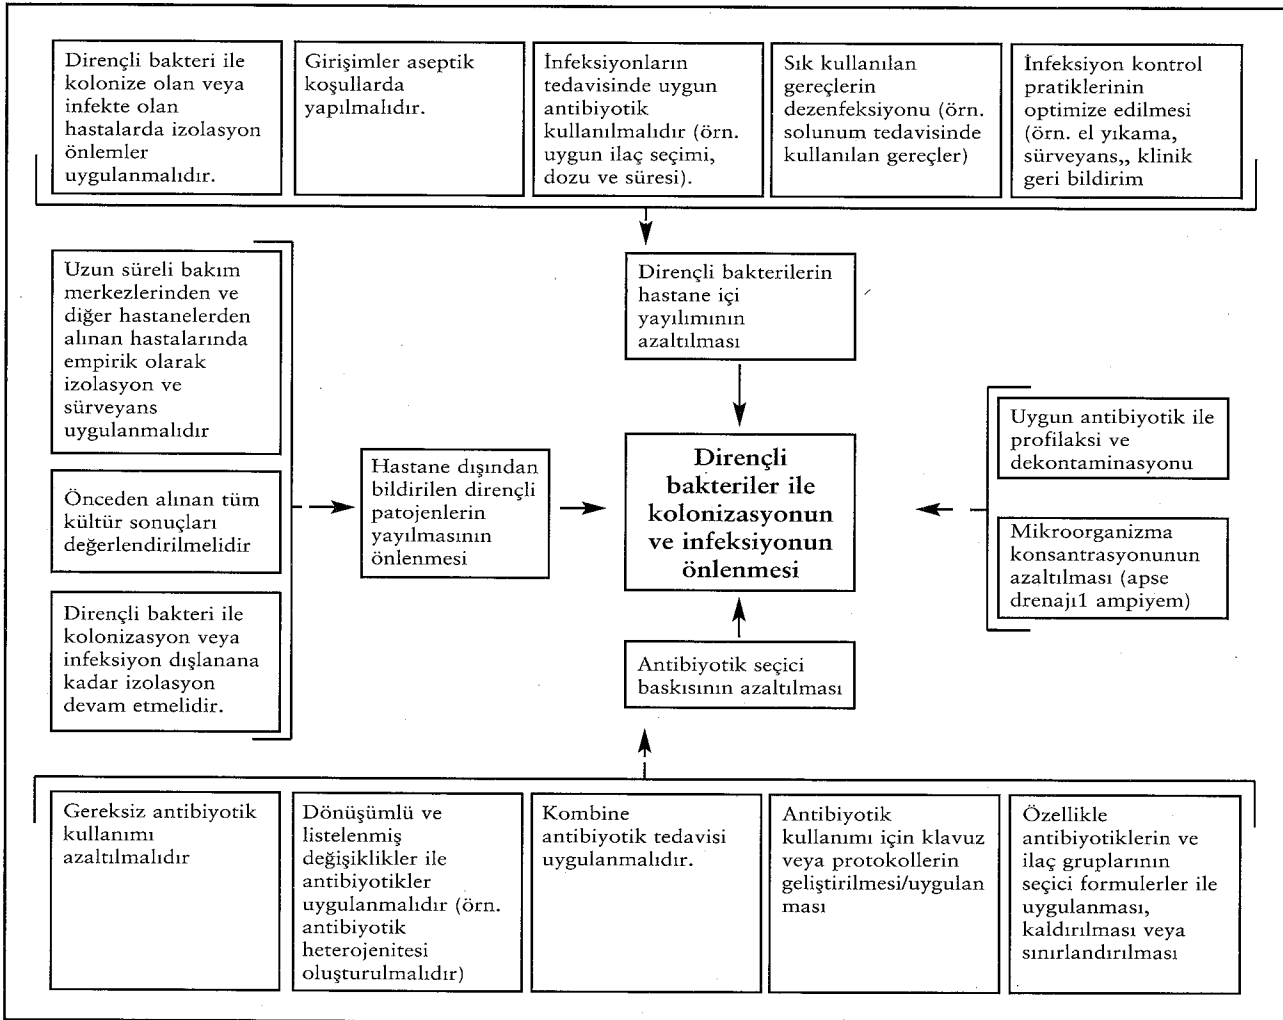 Dirençli bakteri ile
kolonize olan veya
infekte olan
hastalarda izolasyon
önlemler
uygulanmalıdır.
Girişimler aseptik
koşullarda
yapılmalıdır.
İnfeksiyonların
tedavisinde uygun
antibiyotik
kullanılmalıdır (örn.
uygun ilaç seçimi,
dozu ve süresi).
Sık kullanılan
gereçlerin
dezenfeksiyonu (örn.
solunum tedavisinde
kullanılan gereçler)
İnfeksiyon kontrol
pratiklerinin
optimize edilmesi
(örn. el yıkama,
sürveyans,, klinik
geri bildirim
Dirençli bakterilerin
hastane içi
yayılımının
azaltılması
Uzun süreli bakım
merkezlerinden ve
diğer hastanelerden
alınan hastalarında
empirik olarak
izolasyon ve
sürveyans
uygulanmalıdır
Önceden alınan tüm
kültür sonuçları
değerlendirilmelidir
Dirençli bakteri ile
kolonizasyon veya
infeksiyon dışlanana
kadar izolasyon
devam etmelidir.
Hastane dışından
bildirilen dirençli
patojenlerin
yayılmasının
önlenmesi
Dirençli
bakteriler ile
kolonizasyonun
ve infeksiyonun
önlenmesi
Uygun antibiyotik ile
profilaksi ve
dekontaminasyonu
Mikroorganizma
konsantrasyonunun
azaltılması (apse
drenajı1 ampiyem)
Antibiyotik seçici
baskısının azaltılması
Gereksiz antibiyotik
kullanımı
azaltılmalıdır
Dönüşümlü ve
listelenmiş
değişiklikler ile
antibiyotikler
uygulanmalıdır (örn.
antibiyotik
heterojenitesi
oluşturulmalıdır)
Kombine
antibiyotik tedavisi
uygulanmalıdır.
Antibiyotik
kullanımı için klavuz
veya protokollerin
geliştirilmesi/uygulan
ması
Özellikle
antibiyotiklerin ve
ilaç gruplarının
seçici formulerler ile
uygulanması,
kaldırılması veya
sınırlandırılması